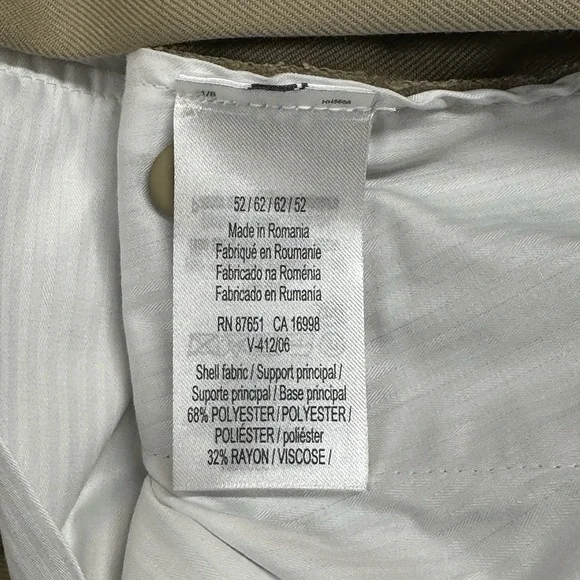 1/8
52 / 62 / 62 / 52
Made in Romania
Fabriqué en Roumanie
Fabricado na Roménia
Fabricado en Rumanía
RN 87651 CA 16998
V-412/06
Shell fabric / Support principal /
Suporte principal / Base principal
68% POLYESTER / POLYESTER /
POLIÉSTER / poliéster
32% RAYON / VISCOSE /